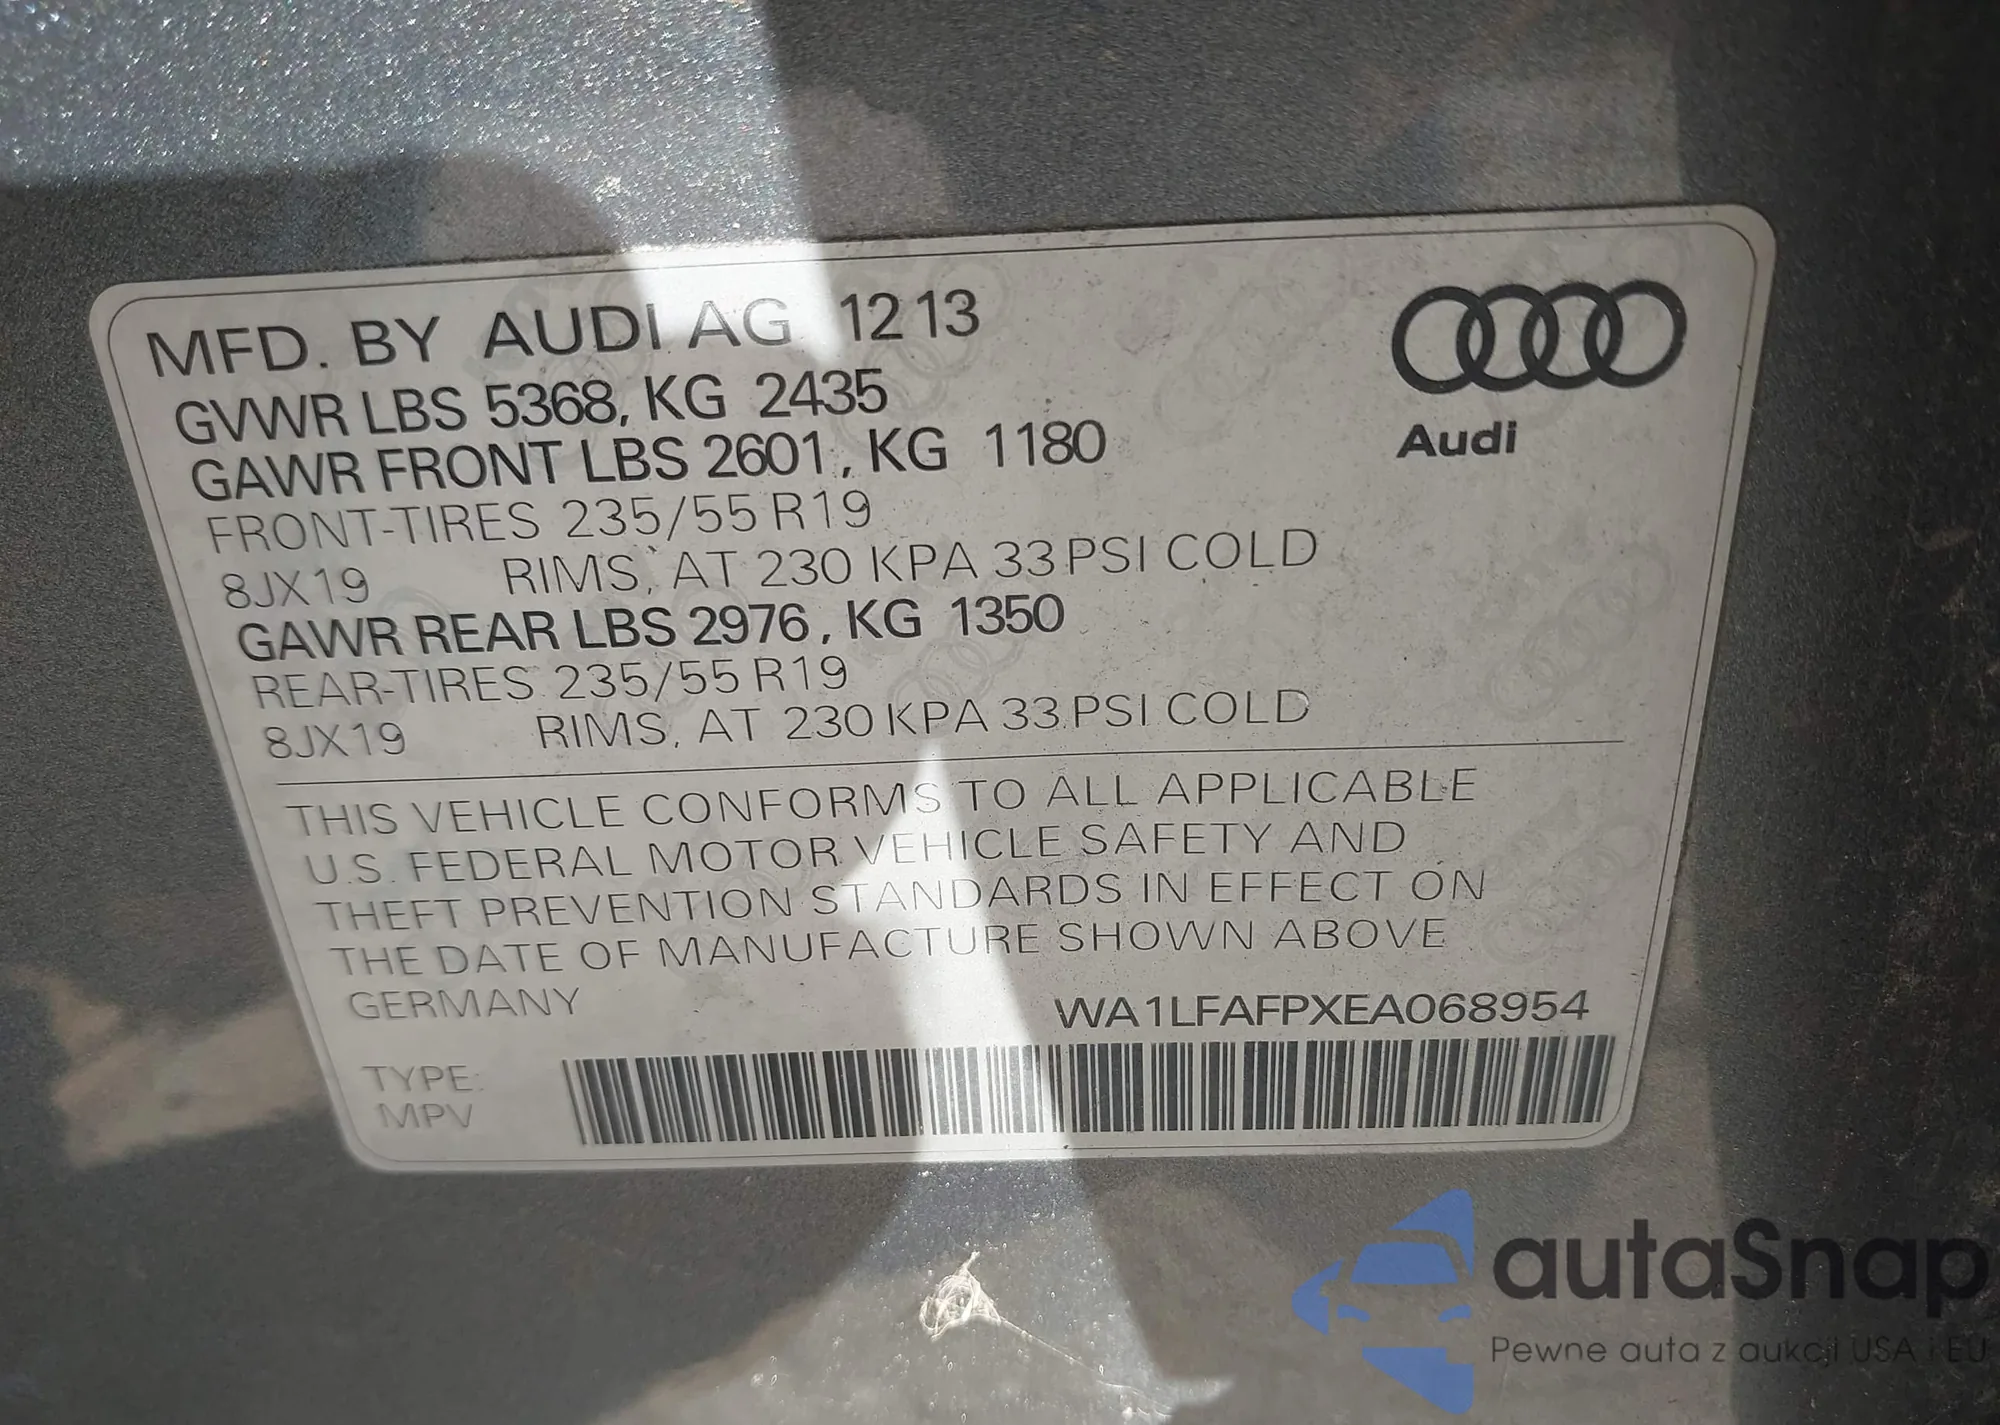 MFD. BY AUDI AG 12 13
GVWR LBS 5368, KG 2435
GAWR FRONT LBS 2601, KG 1180
FRONT-TIRES 235/55 R19
8JX19 RIMS, AT 230 KPA 33 PSI COLD
GAWR REAR LBS 2976, KG 1350
REAR-TIRES 235/55 R19
8JX19 RIMS, AT 230 KPA 33 PSI COLD
Audi
THIS VEHICLE CONFORMS TO ALL APPLICABLE
U.S. FEDERAL MOTOR VEHICLE SAFETY AND
THEFT PREVENTION STANDARDS IN EFFECT ON
THE DATE OF MANUFACTURE SHOWN ABOVE
GERMANY WA1LFAFPXEA068954
TYPE:
MPV
autaSnap
Pewne auta z aukcji USA i EU